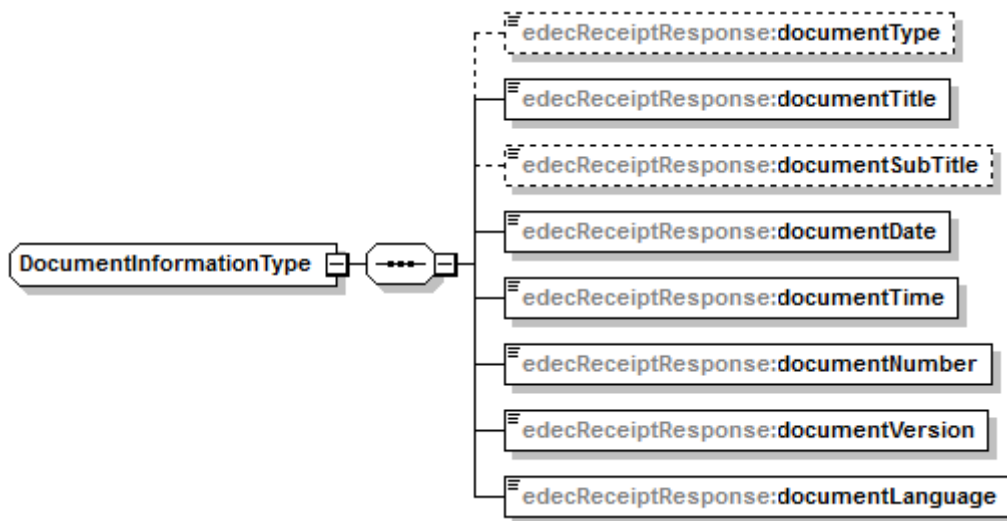 edecReceiptResponse:documentType
edecReceiptResponse:documentTitle
edecReceiptResponse:documentSubTitle
edecReceiptResponse:documentDate
DocumentInformationType
edecReceiptResponse:documentTime
edecReceiptResponse:documentNumber
edecReceiptResponse:documentVersion
edecReceiptResponse:documentLanguage